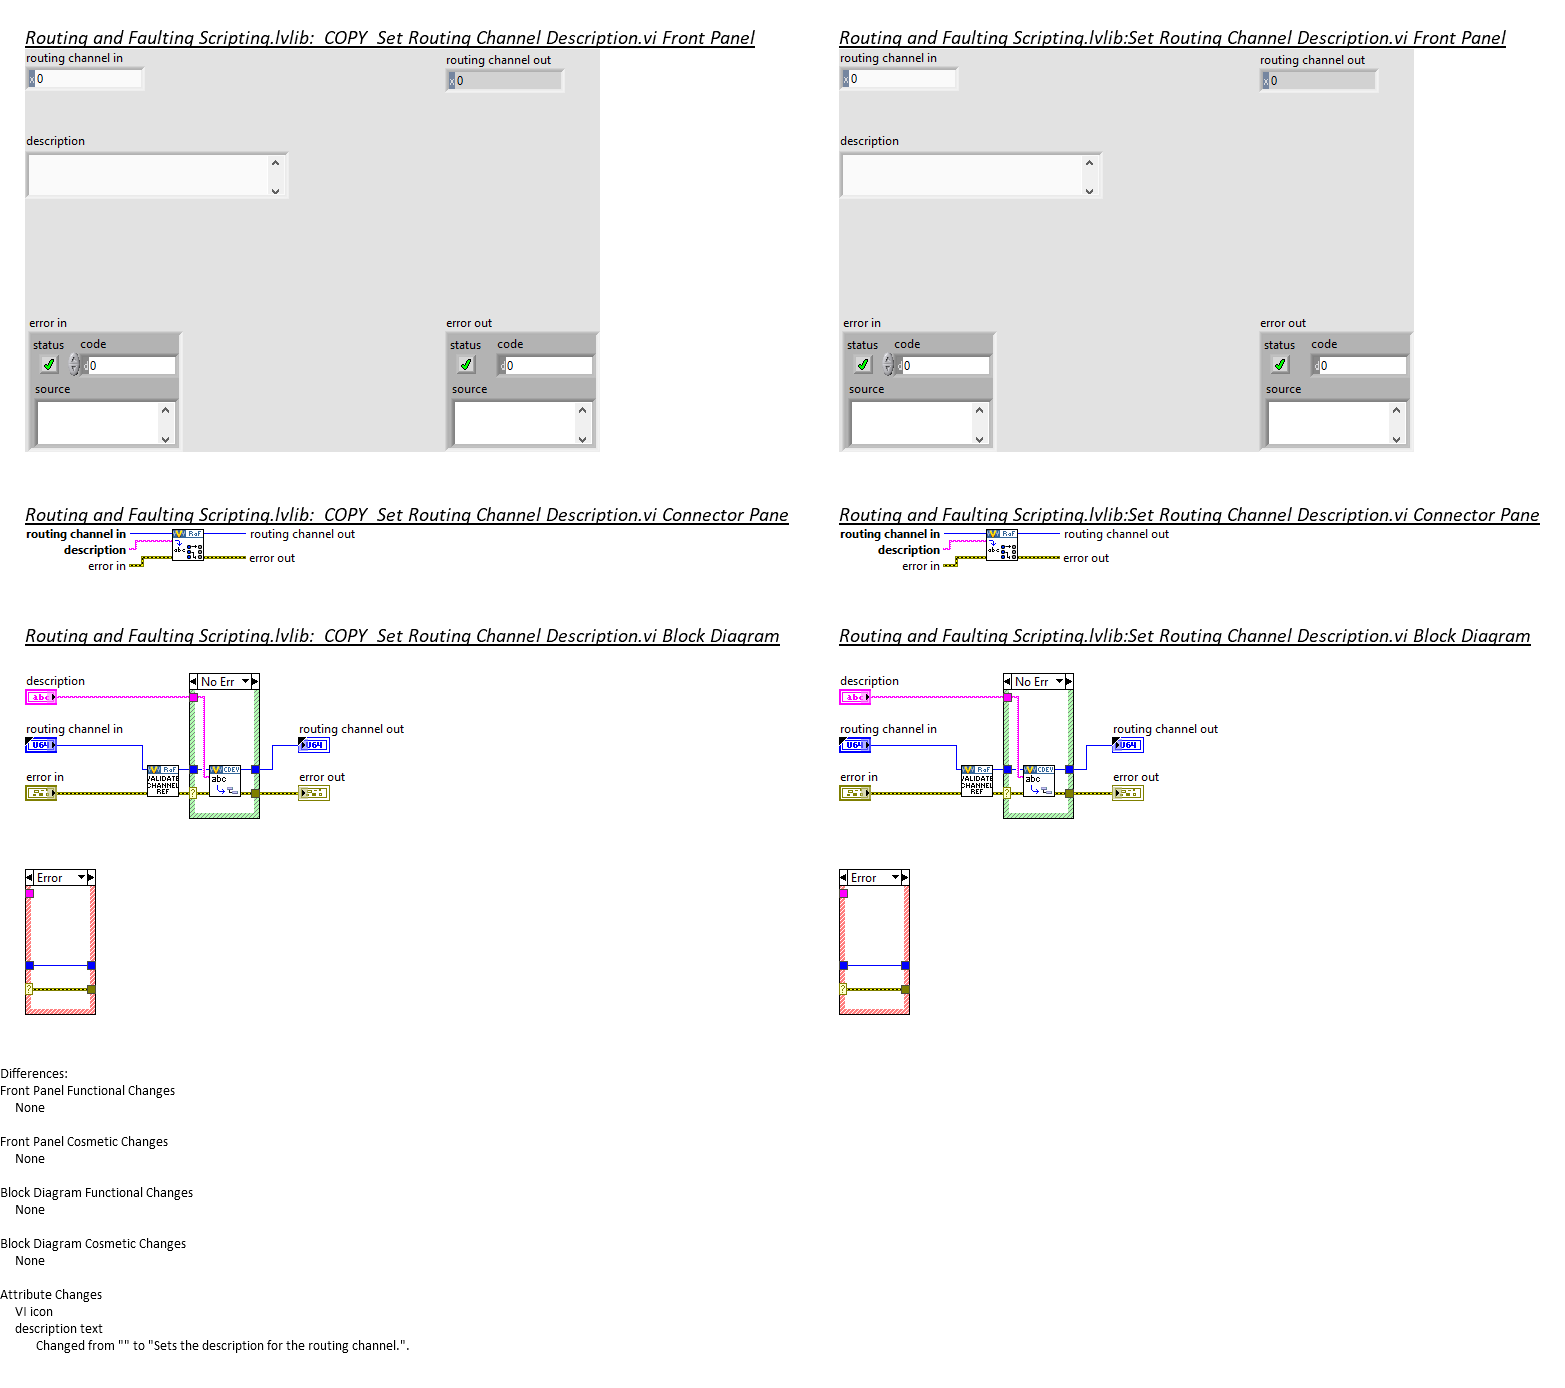 Routing and Faulting Scripting.lvlib:_COPY_Set Routing Channel Description.vi Front Panel
routing channel in
routing channel out
x 0
x 0
description
error in
error out
status code
status code
d 0
d 0
source
source
Routing and Faulting Scripting.lvlib:Set Routing Channel Description.vi Front Panel
routing channel in
routing channel out
x 0
x 0
description
error in
error out
status code
status code
d 0
d 0
source
source
Routing and Faulting Scripting.lvlib:_COPY_Set Routing Channel Description.vi Connector Pane
routing channel in
RaF
routing channel out
description
abc
error in
error out
Routing and Faulting Scripting.lvlib:Set Routing Channel Description.vi Connector Pane
routing channel in
RaF
routing channel out
description
abc
error in
error out
Routing and Faulting Scripting.lvlib:_COPY_Set Routing Channel Description.vi Block Diagram
description
No Err
abc
routing channel in
routing channel out
U64
U64
error in
error out
RaF
VALIDATE
CHANNEL
REF
CDEV
abc
?
Error
?
Routing and Faulting Scripting.lvlib:Set Routing Channel Description.vi Block Diagram
description
No Err
abc
routing channel in
routing channel out
U64
U64
error in
error out
RaF
VALIDATE
CHANNEL
REF
CDEV
abc
?
Error
?
Differences:
Front Panel Functional Changes
None
Front Panel Cosmetic Changes
None
Block Diagram Functional Changes
None
Block Diagram Cosmetic Changes
None
Attribute Changes
VI icon
description text
Changed from "" to "Sets the description for the routing channel.".